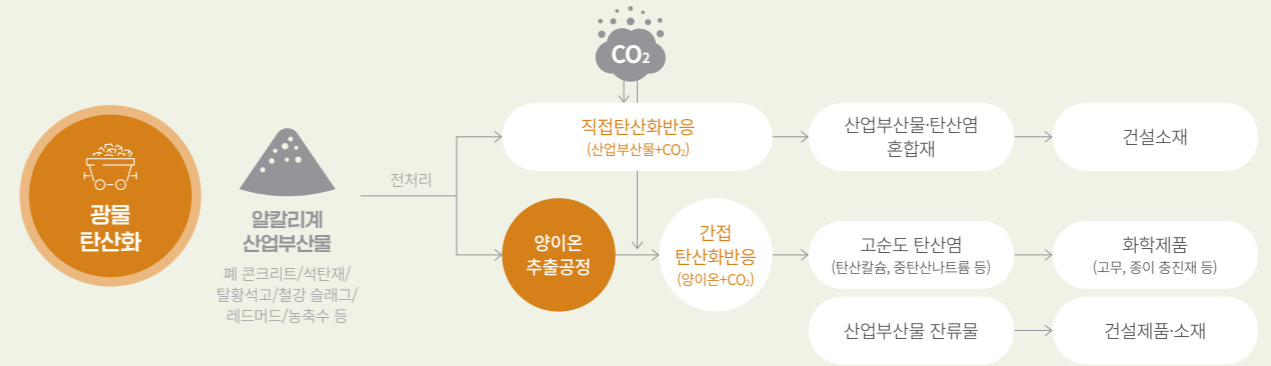 CO₂
광물
탄산화
알칼리계
산업부산물
폐 콘크리트/석탄재/
탈황석고/철강 슬래그/
레드머드/농축수 등
전처리
직접탄산화반응
(산업부산물+CO₂)
산업부산물·탄산염
혼합재
건설소재
양이온
추출공정
간접
탄산화반응
(양이온+CO₂)
고순도 탄산염
(탄산칼슘, 중탄산나트륨 등)
화학제품
(고무, 종이 충진재 등)
산업부산물 잔류물
건설제품·소재